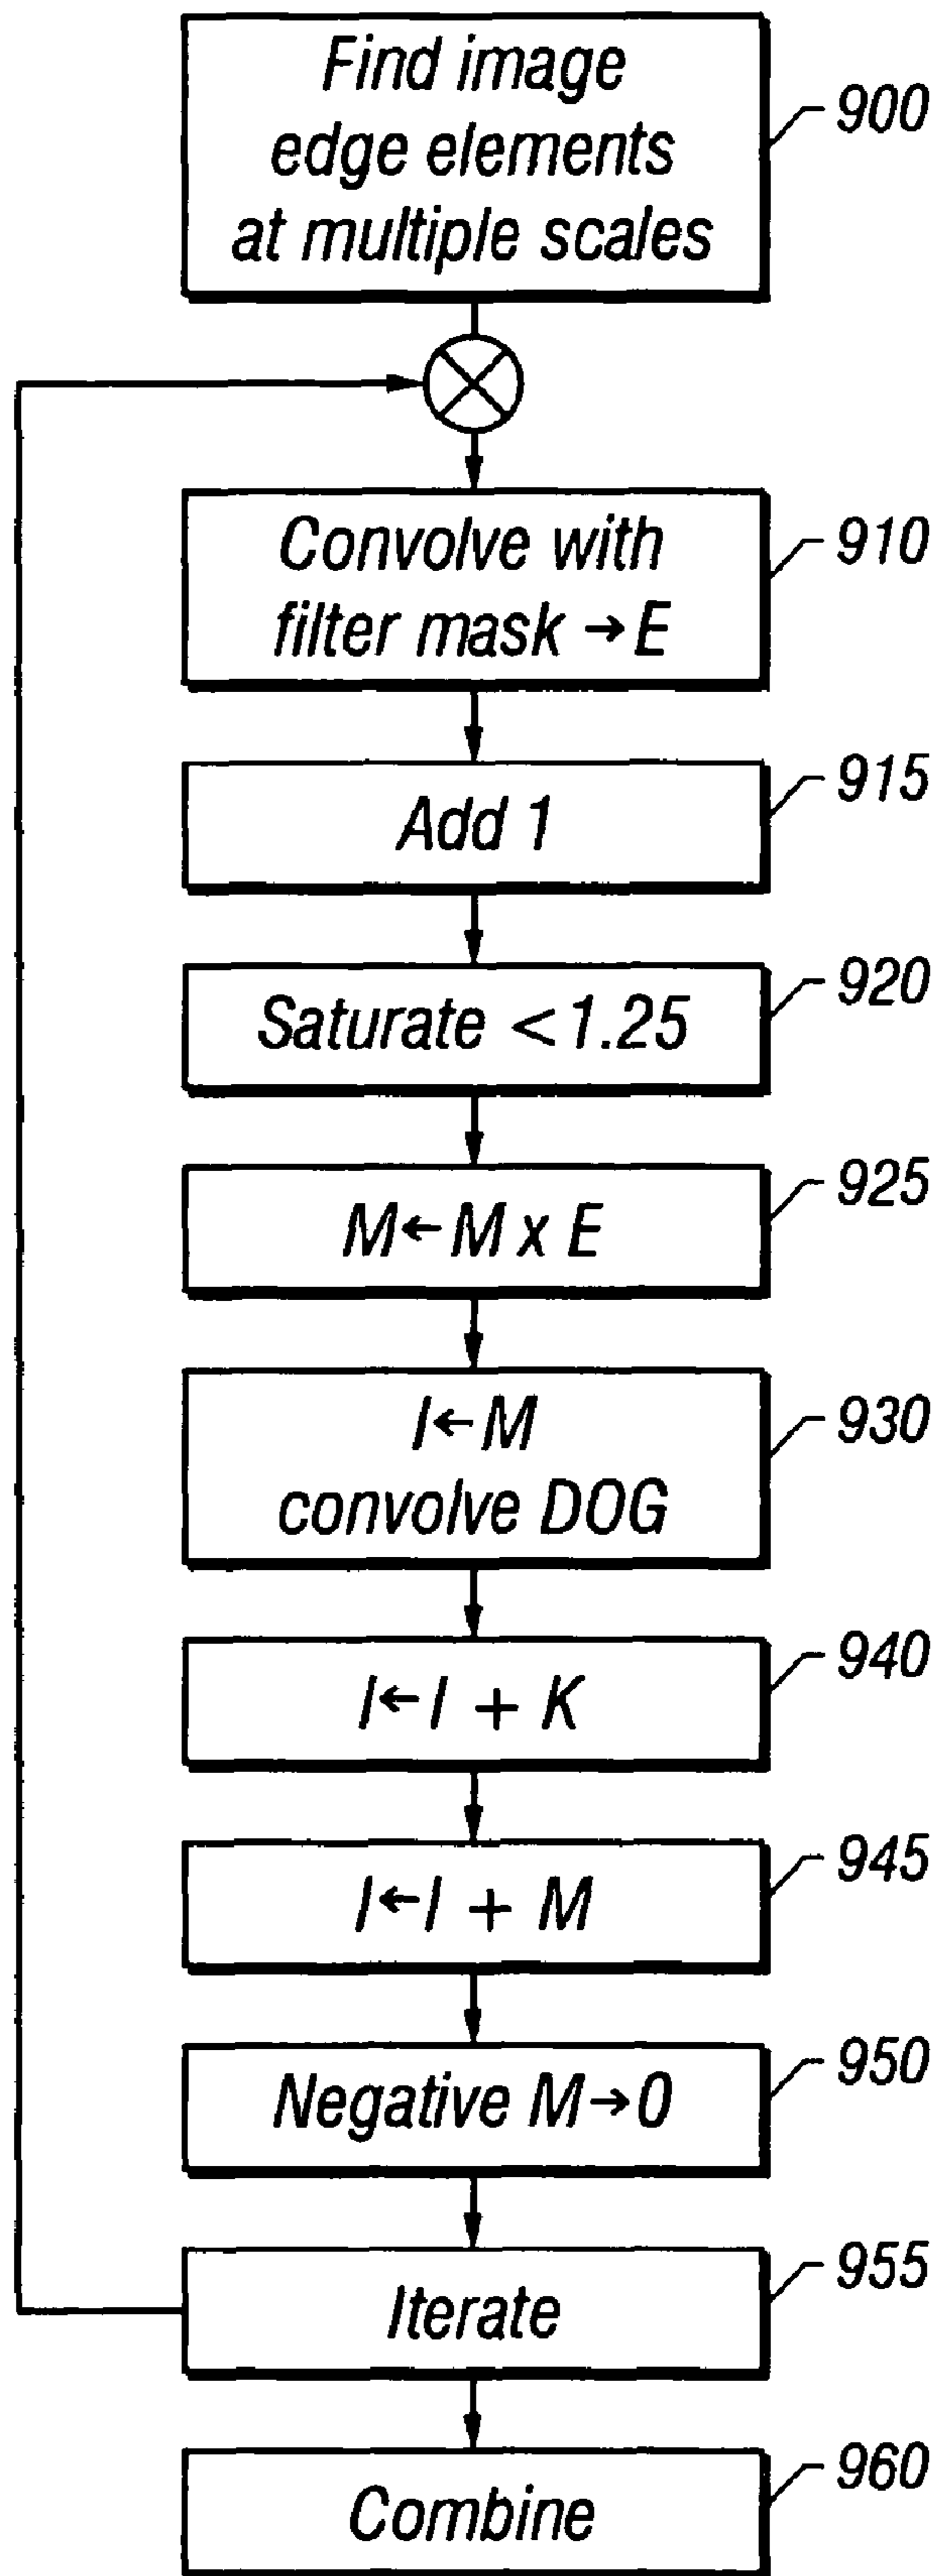 Find image
edge elements
at multiple scales
900
Convolve with
filter mask → E
910
Add 1
915
Saturate < 1.25
920
M ← M x E
925
I ← M
convolve DOG
930
I ← I + K
940
I ← I + M
945
Negative M → 0
950
Iterate
955
Combine
960